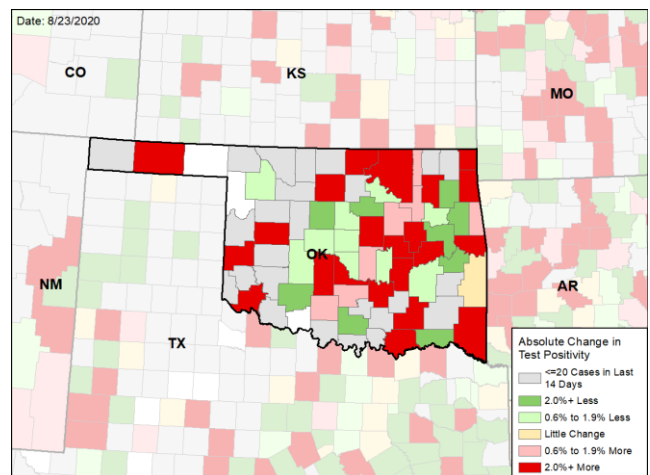 Date: 8/23/2020
CO
KS
MO
OK
NM
AR
TX
Absolute Change in
Test Positivity
<=20 Cases in Last
14 Days
2.0%+ Less
0.6% to 1.9% Less
Little Change
0.6% to 1.9% More
2.0%+ More